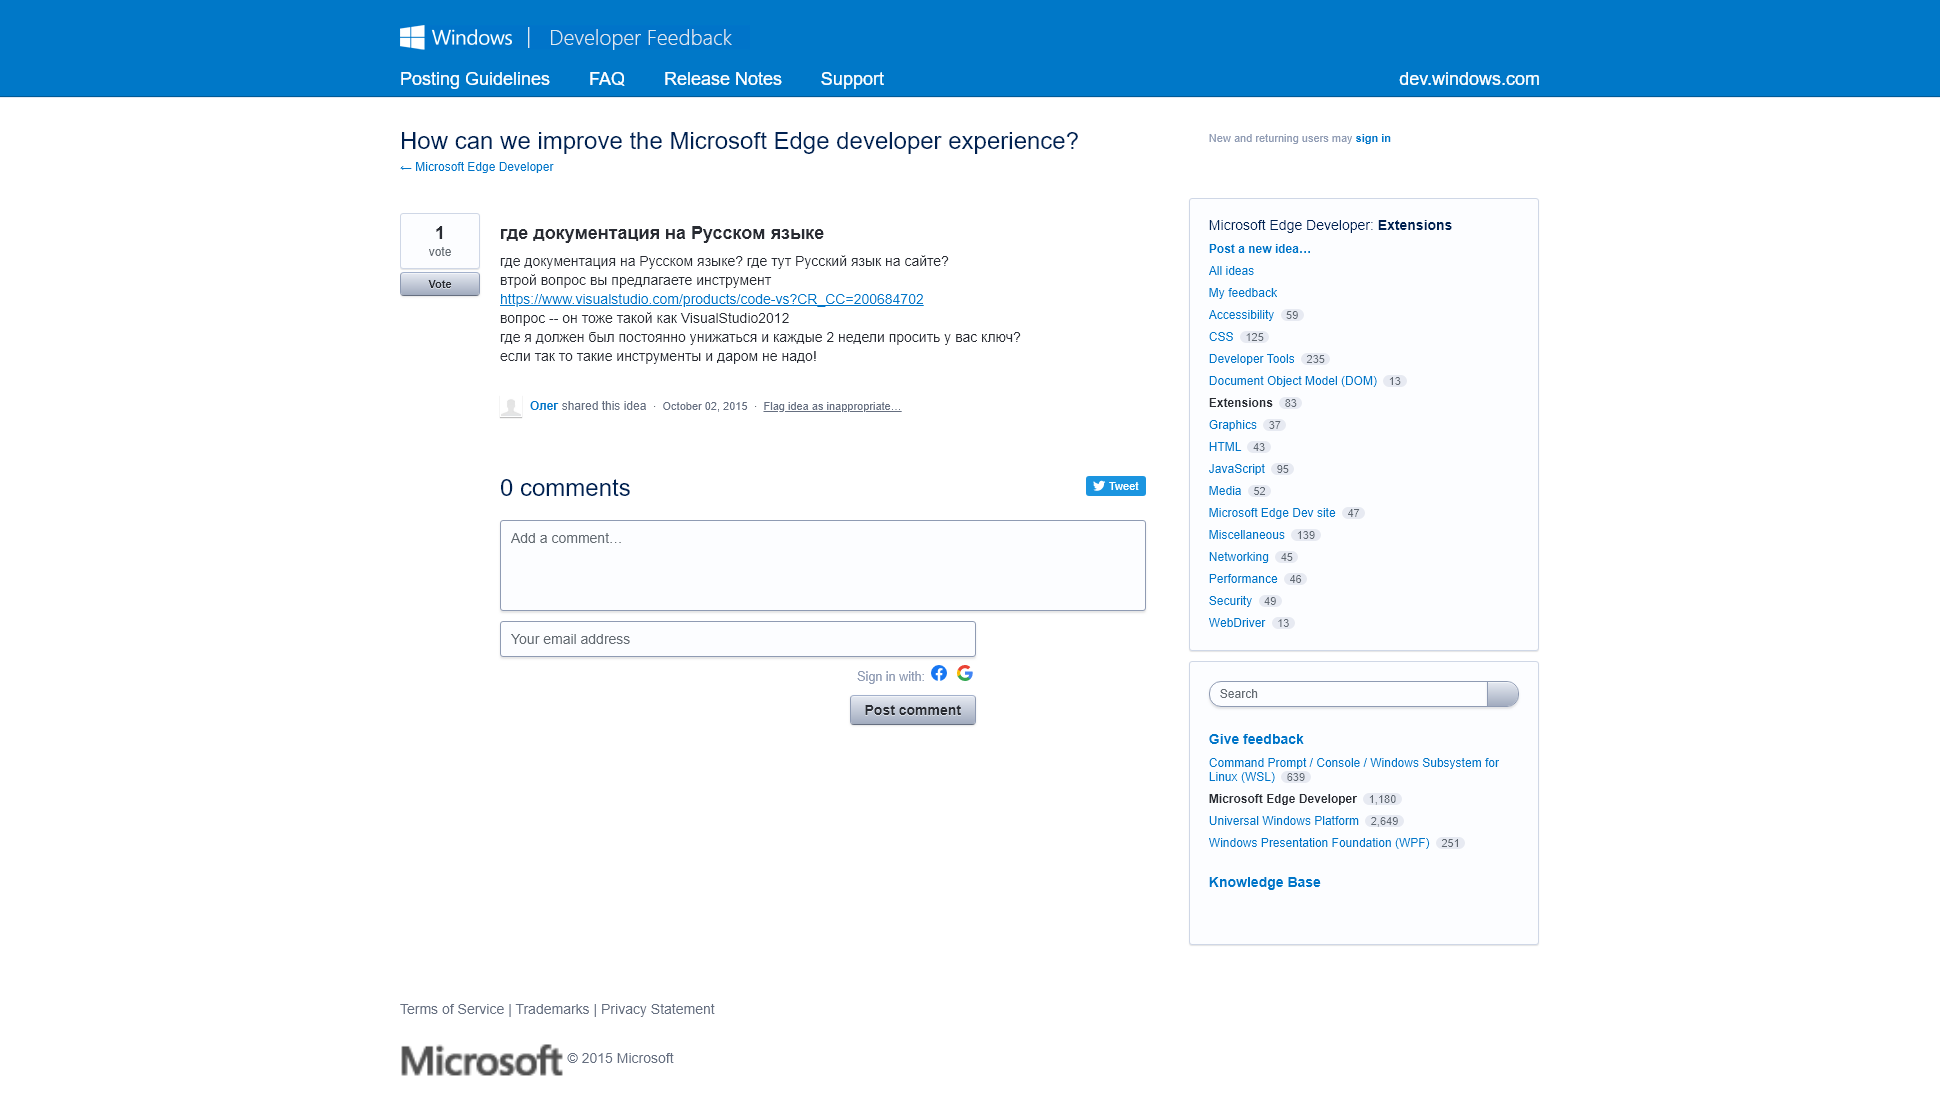 Windows | Developer Feedback
Posting Guidelines FAQ Release Notes Support dev.windows.com
How can we improve the Microsoft Edge developer experience?
← Microsoft Edge Developer
New and returning users may sign in
1
vote
Vote
где документация на Русском языке
где документация на Русском языке? где тут Русский язык на сайте?
втрой вопрос вы предлагаете инструмент
https://www.visualstudio.com/products/code-vs?CR_CC=200684702
вопрос -- он тоже такой как VisualStudio2012
где я должен был постоянно унижаться и каждые 2 недели просить у вас ключ?
если так то такие инструменты и даром не надо!
Олег shared this idea · October 02, 2015 · Flag idea as inappropriate…
0 comments
Tweet
Add a comment…
Your email address
Sign in with:
Post comment
Microsoft Edge Developer: Extensions
Post a new idea…
All ideas
My feedback
Accessibility 59
CSS 125
Developer Tools 235
Document Object Model (DOM) 13
Extensions 83
Graphics 37
HTML 43
JavaScript 95
Media 52
Microsoft Edge Dev site 47
Miscellaneous 139
Networking 45
Performance 46
Security 49
WebDriver 13
Search
Give feedback
Command Prompt / Console / Windows Subsystem for
Linux (WSL) 639
Microsoft Edge Developer 1,180
Universal Windows Platform 2,649
Windows Presentation Foundation (WPF) 251
Knowledge Base
Terms of Service | Trademarks | Privacy Statement
Microsoft © 2015 Microsoft